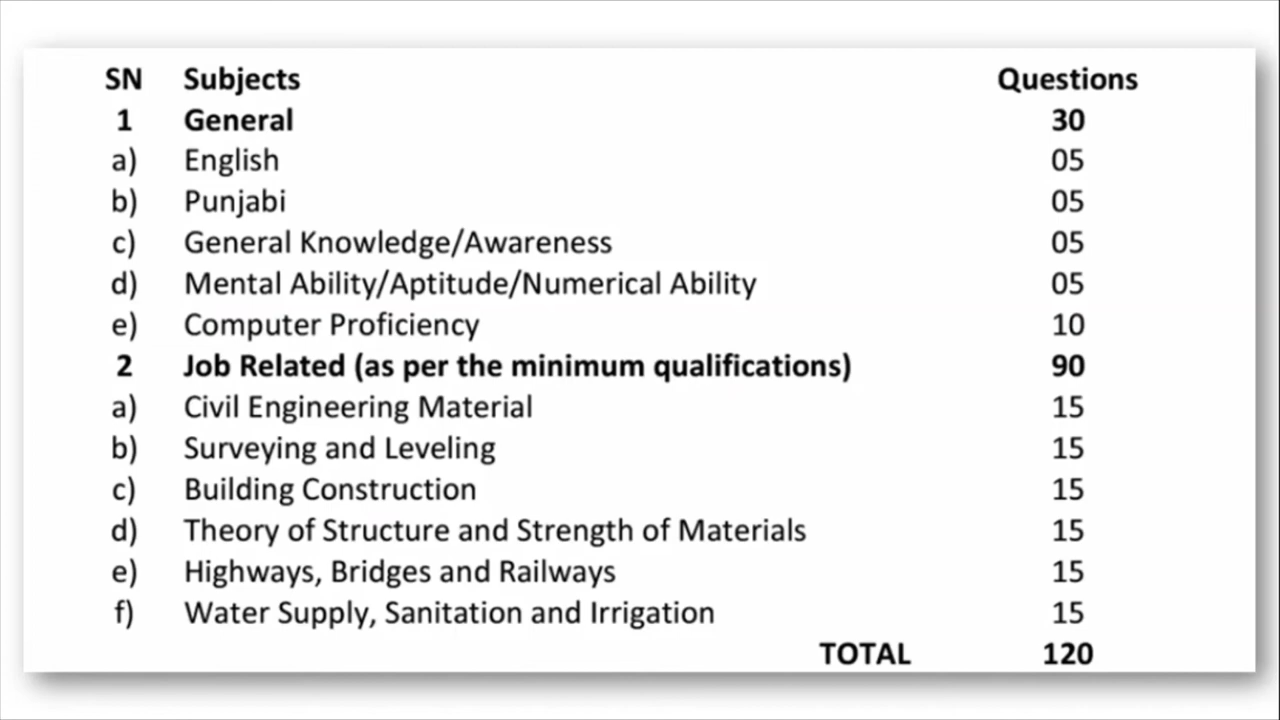 SN Subjects Questions
1 General 30
a) English 05
b) Punjabi 05
c) General Knowledge/Awareness 05
d) Mental Ability/Aptitude/Numerical Ability 05
e) Computer Proficiency 10
2 Job Related (as per the minimum qualifications) 90
a) Civil Engineering Material 15
b) Surveying and Leveling 15
c) Building Construction 15
d) Theory of Structure and Strength of Materials 15
e) Highways, Bridges and Railways 15
f) Water Supply, Sanitation and Irrigation 15
TOTAL 120